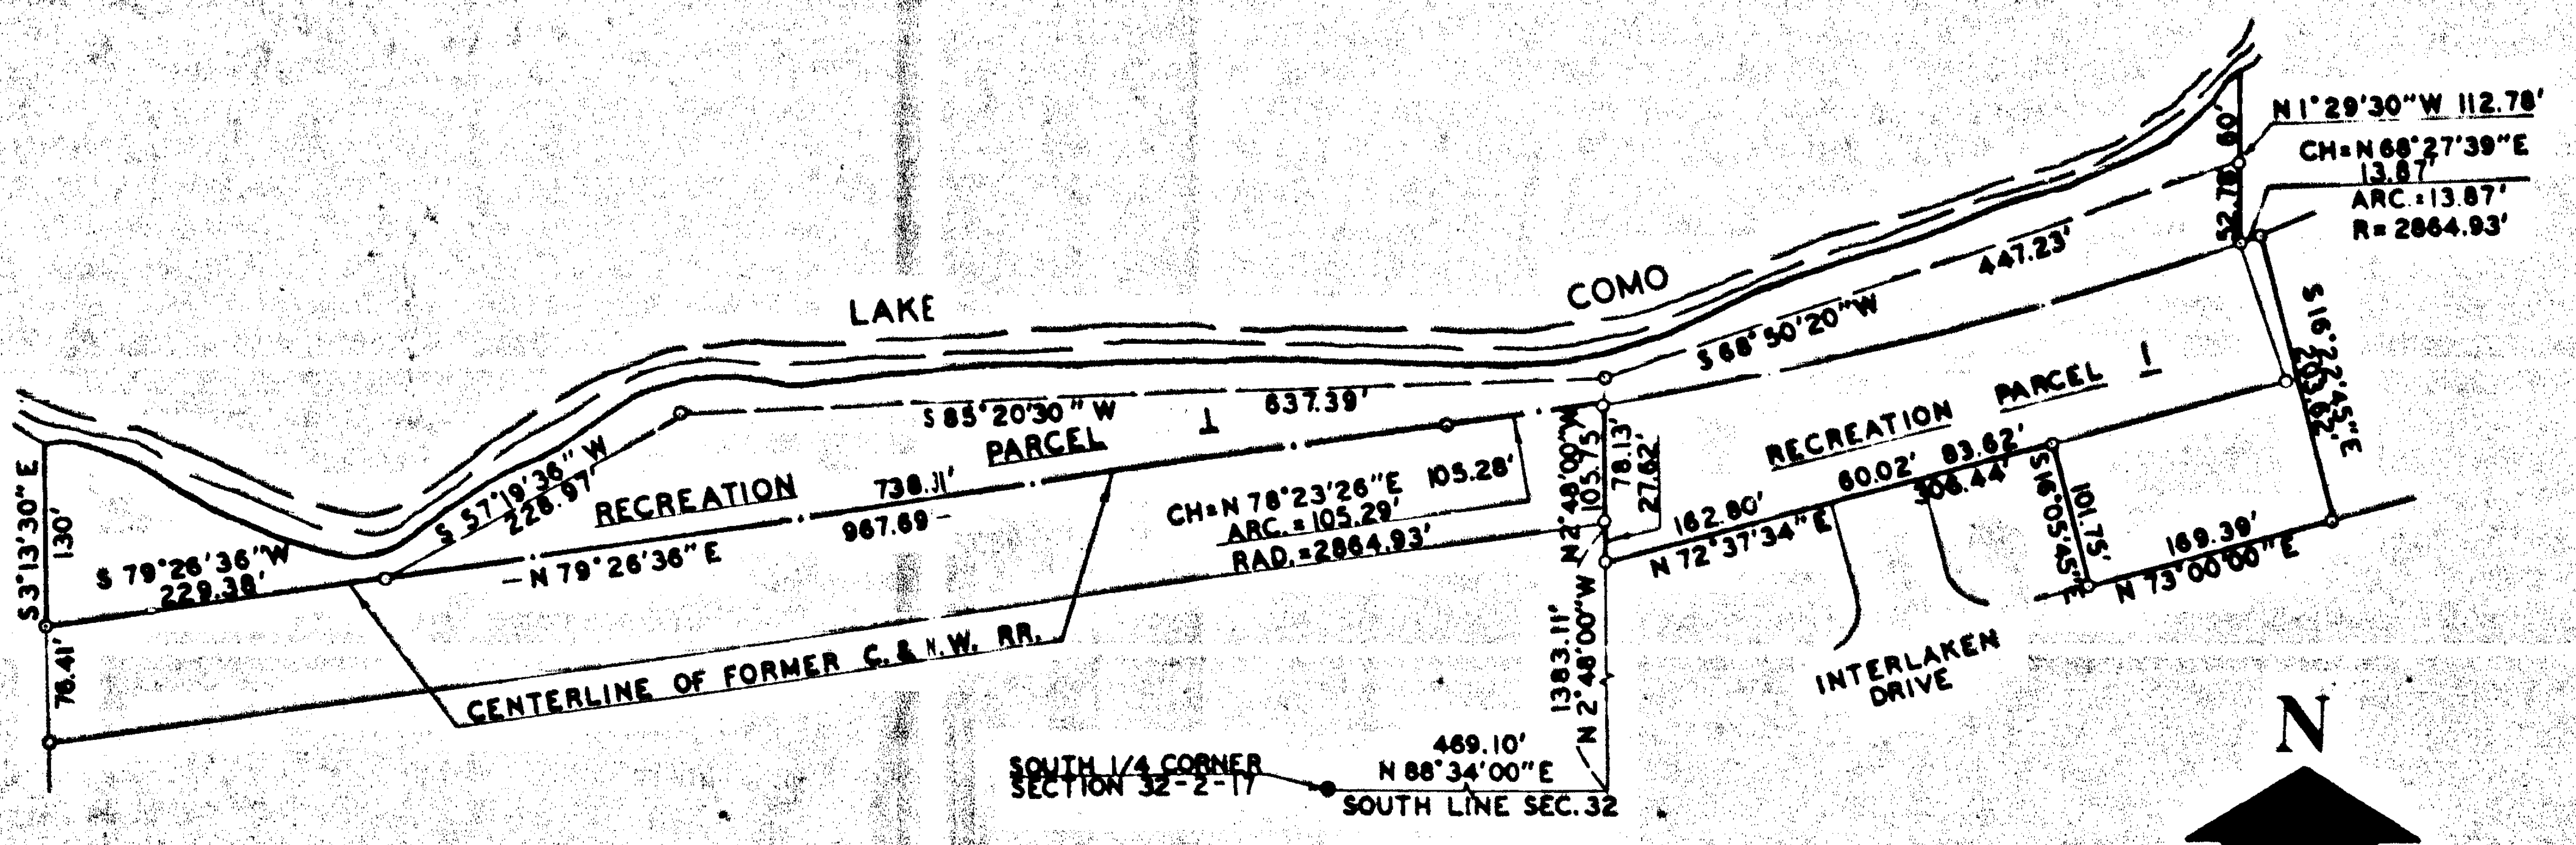 N 1°29'30"W 112.78'
CH=N 68°27'39"E
13.87'
ARC.=13.87'
R=2864.93'
60'
52.78'
LAKE
COMO
447.23'
S 68°50'20"W
S 16°22'45"E
203.62'
S 85°20'30"W
637.39'
PARCEL 1
RECREATION
738.31'
967.69
N 79°26'36"E
S 57°19'36"W
228.97'
S 3°13'30"E
130'
S 79°26'36"W
229.38'
78.41'
CH=N 78°23'26"E 105.28'
ARC.=105.29'
RAD.=2864.93'
N 2°48'00"W
105.75
78.13'
27.62'
RECREATION PARCEL 1
162.80'
60.02' 83.62'
306.44'
N 72°37'34"E
S 16°05'45"E
101.75'
169.39'
N 73°00'00"E
INTERLAKEN
DRIVE
CENTERLINE OF FORMER C. & N.W. RR.
1383.11'
N 2°48'00"W
SOUTH 1/4 CORNER
SECTION 32-2-17
469.10'
N 88°34'00"E
SOUTH LINE SEC. 32
N